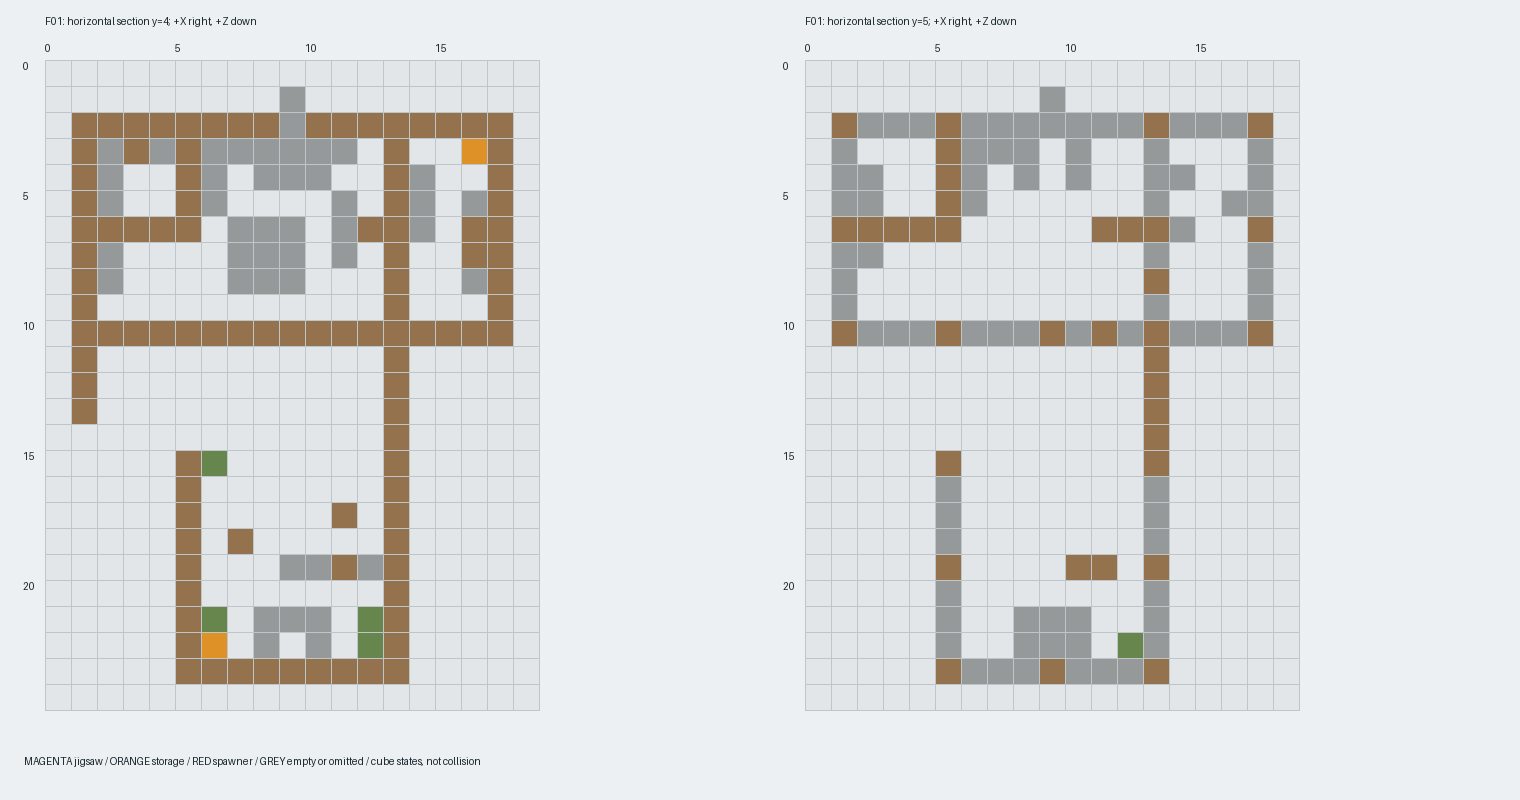 F01: horizontal section y=4; +X right, +Z down
F01: horizontal section y=5; +X right, +Z down
0 5 10 15
0 5 10 15
0 0
5 5
10 10
15 15
20 20
MAGENTA jigsaw / ORANGE storage / RED spawner / GREY empty or omitted / cube states, not collision